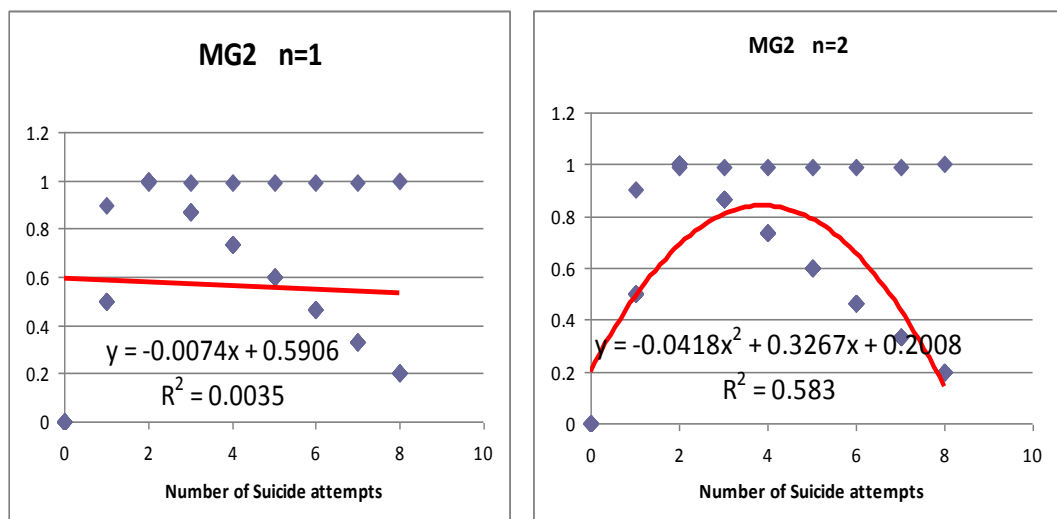 MG2 n=1
1.2
1
0.8
0.6
0.4
0.2
0
y = -0.0074x + 0.5906
R² = 0.0035
0 2 4 6 8 10
Number of Suicide attempts
MG2 n=2
1.2
1
0.8
0.6
0.4
0.2
0
y = -0.0418x² + 0.3267x + 0.2008
R² = 0.583
0 2 4 6 8 10
Number of Suicide attempts